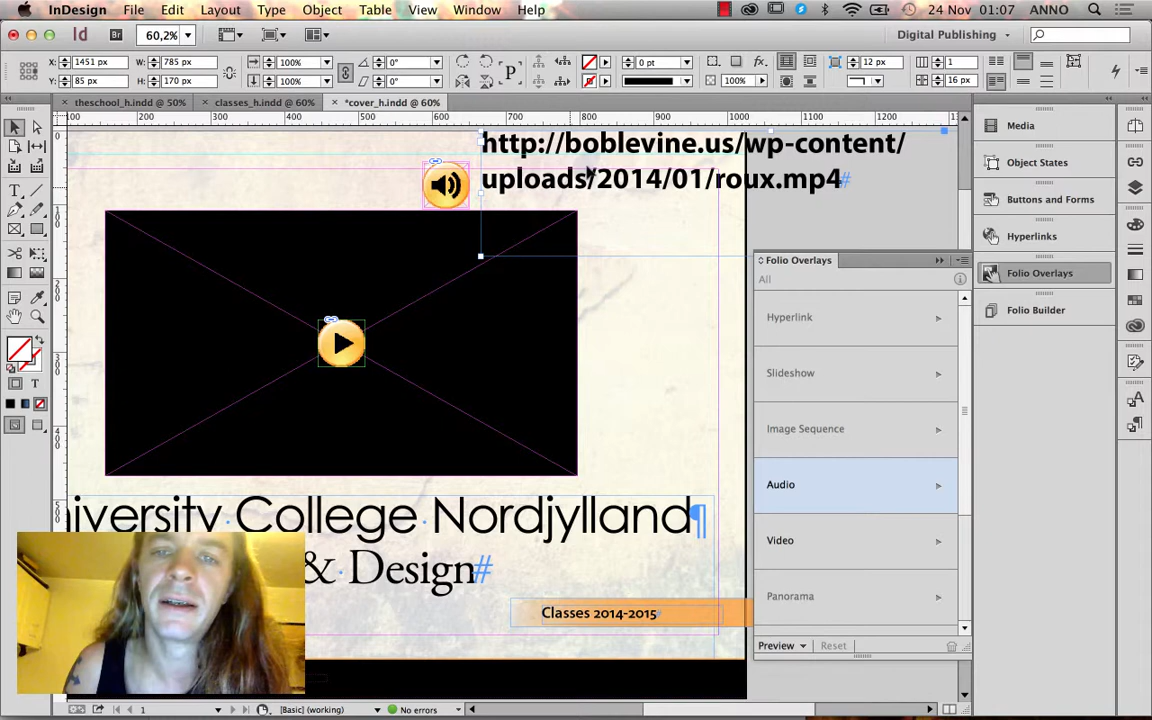 InDesign File Edit Layout Type Object Table View Window Help 24 Nov 01:07 ANNO
Id Br 60,2% Digital Publishing
X: 1451 px W: 785 px 100% 0° P fx. 0 pt 12 px 1
Y: 85 px H: 170 px 100% 0° 100% 16 px
× theschool_h.indd @ 50% × classes_h.indd @ 60% × *cover_h.indd @ 60%
100 200 300 400 500 600 700 800 900 1000 1100 1200
http://boblevine.us/wp-content/
uploads/2014/01/roux.mp4#
Media
Object States
Buttons and Forms
Hyperlinks
Folio Overlays
Folio Builder
Folio Overlays
All
Hyperlink
Slideshow
Image Sequence
Audio
Video
Panorama
Preview Reset
iversity College Nordjylland¶
& Design#
Classes 2014-2015
1 [Basic] (working) No errors